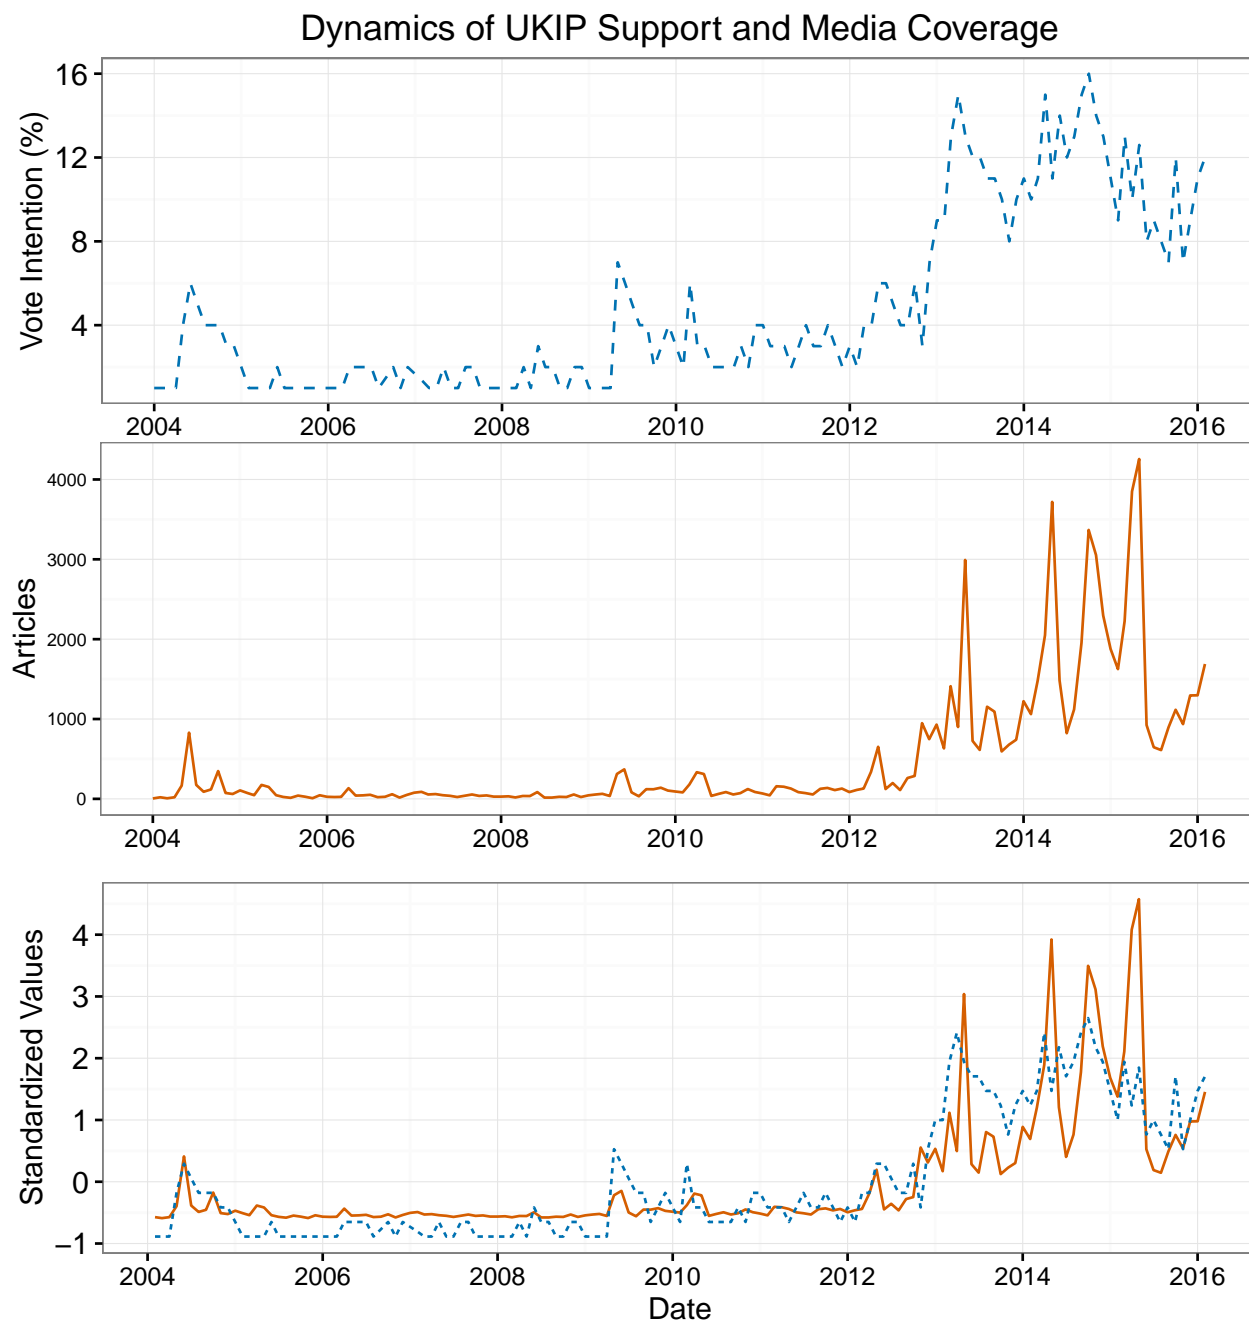 Dynamics of UKIP Support and Media Coverage
Vote Intention (%)
16
12
8
4
2004 2006 2008 2010 2012 2014 2016
Articles
4000
3000
2000
1000
0
2004 2006 2008 2010 2012 2014 2016
Standardized Values
4
3
2
1
0
−1
2004 2006 2008 2010 2012 2014 2016
Date